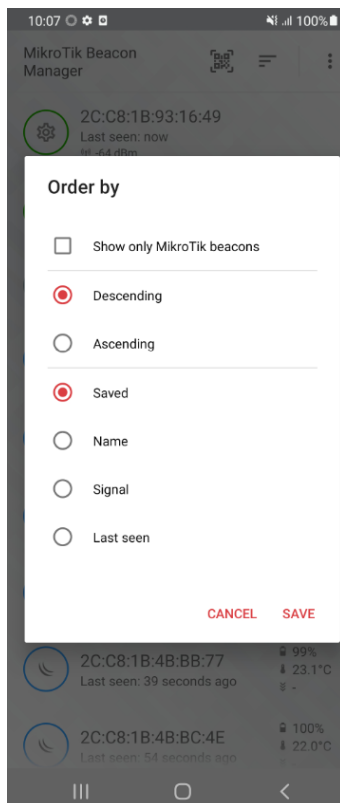 10:07 100%
MikroTik Beacon
Manager
2C:C8:1B:93:16:49
Last seen: now
-64 dBm
Order by
Show only MikroTik beacons
Descending
Ascending
Saved
Name
Signal
Last seen
CANCEL SAVE
2C:C8:1B:4B:BB:77 99%
Last seen: 39 seconds ago 23.1°C
-
2C:C8:1B:4B:BC:4E 100%
Last seen: 54 seconds ago 22.0°C
-